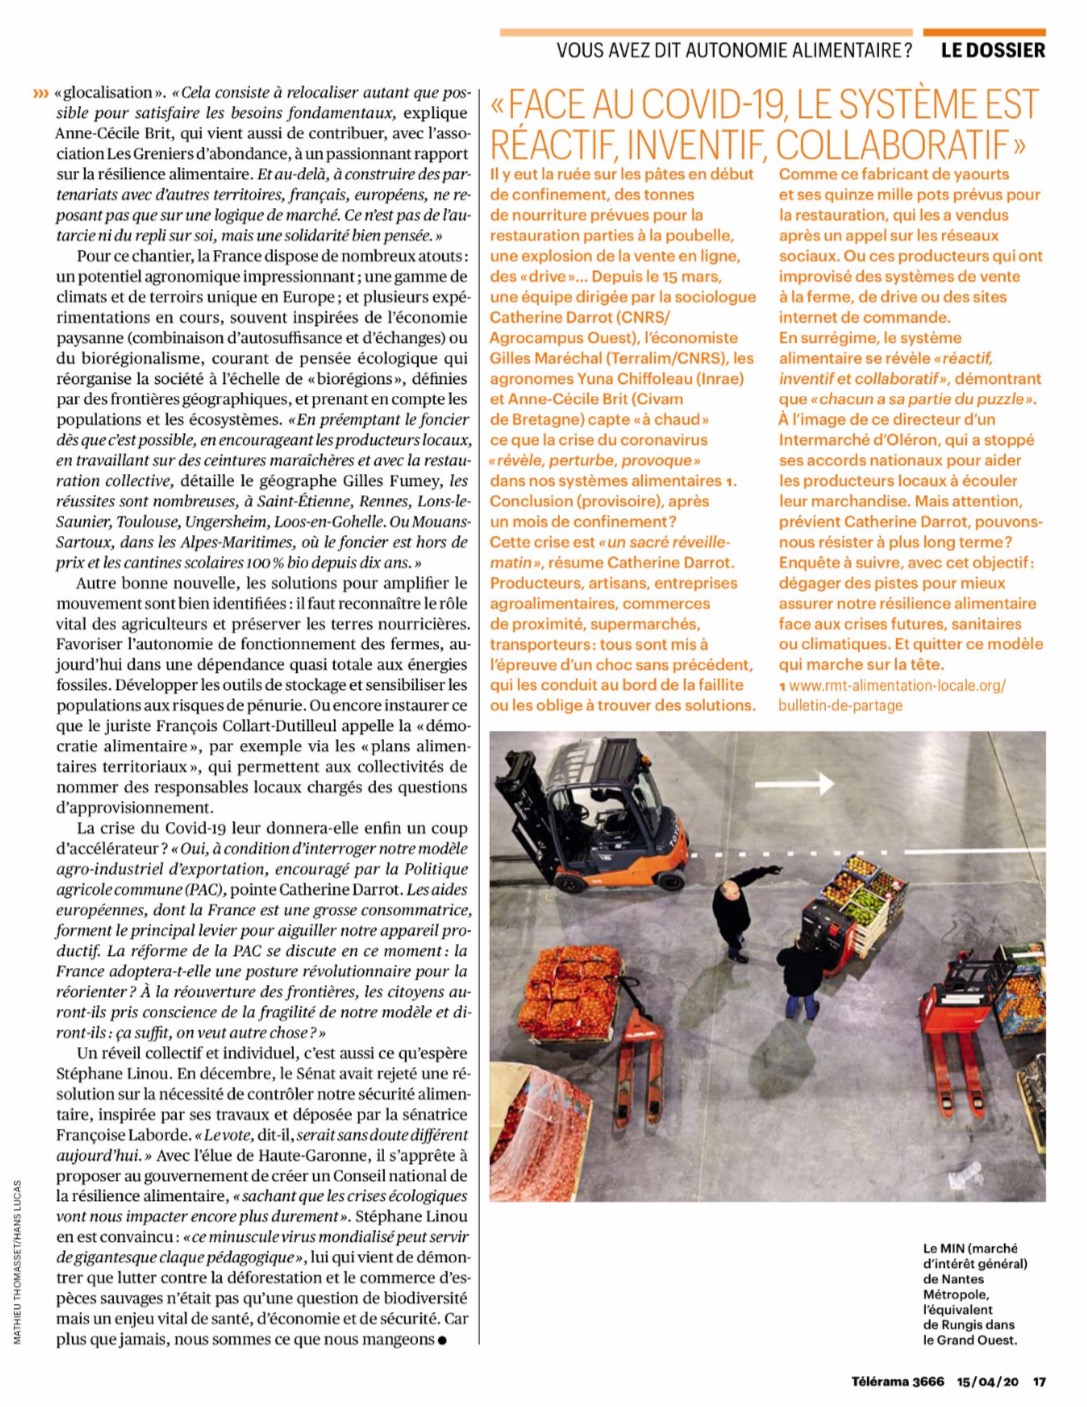 VOUS AVEZ DIT AUTONOMIE ALIMENTAIRE? LE DOSSIER
››› «glocalisation». «Cela consiste à relocaliser autant que pos-
sible pour satisfaire les besoins fondamentaux, explique
Anne-Cécile Brit, qui vient aussi de contribuer, avec l'asso-
ciation Les Greniers d'abondance, à un passionnant rapport
sur la résilience alimentaire. Et au-delà, à construire des par-
tenariats avec d'autres territoires, français, européens, ne re-
posant pas que sur une logique de marché. Ce n'est pas de l'au-
tarcie ni du repli sur soi, mais une solidarité bien pensée.»
Pour ce chantier, la France dispose de nombreux atouts:
un potentiel agronomique impressionnant; une gamme de
climats et de terroirs unique en Europe; et plusieurs expé-
rimentations en cours, souvent inspirées de l'économie
paysanne (combinaison d'autosuffisance et d'échanges) ou
du biorégionalisme, courant de pensée écologique qui
réorganise la société à l'échelle de «biorégions», définies
par des frontières géographiques, et prenant en compte les
populations et les écosystèmes. «En préemptant le foncier
dès que c'est possible, en encourageant les producteurs locaux,
en travaillant sur des ceintures maraîchères et avec la restau-
ration collective, détaille le géographe Gilles Fumey, les
réussites sont nombreuses, à Saint-Étienne, Rennes, Lons-le-
Saunier, Toulouse, Ungersheim, Loos-en-Gohelle. Ou Mouans-
Sartoux, dans les Alpes-Maritimes, où le foncier est hors de
prix et les cantines scolaires 100% bio depuis dix ans.»
Autre bonne nouvelle, les solutions pour amplifier le
mouvement sont bien identifiées: il faut reconnaître le rôle
vital des agriculteurs et préserver les terres nourricières.
Favoriser l'autonomie de fonctionnement des fermes, au-
jourd'hui dans une dépendance quasi totale aux énergies
fossiles. Développer les outils de stockage et sensibiliser les
populations aux risques de pénurie. Ou encore instaurer ce
que le juriste François Collart-Dutilleul appelle la «démo-
cratie alimentaire», par exemple via les «plans alimen-
taires territoriaux», qui permettent aux collectivités de
nommer des responsables locaux chargés des questions
d'approvisionnement.
La crise du Covid-19 leur donnera-elle enfin un coup
d'accélérateur? «Oui, à condition d'interroger notre modèle
agro-industriel d'exportation, encouragé par la Politique
agricole commune (PAC), pointe Catherine Darrot. Les aides
européennes, dont la France est une grosse consommatrice,
forment le principal levier pour aiguiller notre appareil pro-
ductif. La réforme de la PAC se discute en ce moment: la
France adoptera-t-elle une posture révolutionnaire pour la
réorienter? À la réouverture des frontières, les citoyens au-
ront-ils pris conscience de la fragilité de notre modèle et di-
ront-ils: ça suffit, on veut autre chose?»
Un réveil collectif et individuel, c'est aussi ce qu'espère
Stéphane Linou. En décembre, le Sénat avait rejeté une ré-
solution sur la nécessité de contrôler notre sécurité alimen-
taire, inspirée par ses travaux et déposée par la sénatrice
Françoise Laborde. «Le vote, dit-il, serait sans doute différent
aujourd'hui.» Avec l'élue de Haute-Garonne, il s'apprête à
proposer au gouvernement de créer un Conseil national de
la résilience alimentaire, «sachant que les crises écologiques
vont nous impacter encore plus durement». Stéphane Linou
en est convaincu: «ce minuscule virus mondialisé peut servir
de gigantesque claque pédagogique», lui qui vient de démon-
trer que lutter contre la déforestation et le commerce d'es-
pèces sauvages n'était pas qu'une question de biodiversité
mais un enjeu vital de santé, d'économie et de sécurité. Car
plus que jamais, nous sommes ce que nous mangeons ●
«FACE AU COVID-19, LE SYSTÈME EST
RÉACTIF, INVENTIF, COLLABORATIF»
Il y eut la ruée sur les pâtes en début
de confinement, des tonnes
de nourriture prévues pour la
restauration parties à la poubelle,
une explosion de la vente en ligne,
des «drive»... Depuis le 15 mars,
une équipe dirigée par la sociologue
Catherine Darrot (CNRS/
Agrocampus Ouest), l'économiste
Gilles Maréchal (Terralim/CNRS), les
agronomes Yuna Chiffoleau (Inrae)
et Anne-Cécile Brit (Civam
de Bretagne) capte «à chaud»
ce que la crise du coronavirus
«révèle, perturbe, provoque»
dans nos systèmes alimentaires 1.
Conclusion (provisoire), après
un mois de confinement?
Cette crise est «un sacré réveille-
matin», résume Catherine Darrot.
Producteurs, artisans, entreprises
agroalimentaires, commerces
de proximité, supermarchés,
transporteurs: tous sont mis à
l'épreuve d'un choc sans précédent,
qui les conduit au bord de la faillite
ou les oblige à trouver des solutions.
Comme ce fabricant de yaourts
et ses quinze mille pots prévus pour
la restauration, qui les a vendus
après un appel sur les réseaux
sociaux. Ou ces producteurs qui ont
improvisé des systèmes de vente
à la ferme, de drive ou des sites
internet de commande.
En surrégime, le système
alimentaire se révèle «réactif,
inventif et collaboratif», démontrant
que «chacun a sa partie du puzzle».
À l'image de ce directeur d'un
Intermarché d'Oléron, qui a stoppé
ses accords nationaux pour aider
les producteurs locaux à écouler
leur marchandise. Mais attention,
prévient Catherine Darrot, pouvons-
nous résister à plus long terme?
Enquête à suivre, avec cet objectif:
dégager des pistes pour mieux
assurer notre résilience alimentaire
face aux crises futures, sanitaires
ou climatiques. Et quitter ce modèle
qui marche sur la tête.
1 www.rmt-alimentation-locale.org/
bulletin-de-partage
TOYOTA
Le MIN (marché
d'intérêt général)
de Nantes
Métropole,
l'équivalent
de Rungis dans
le Grand Ouest.
MATHIEU THOMASSET/HANS LUCAS
Télérama 3666 15/04/20 17